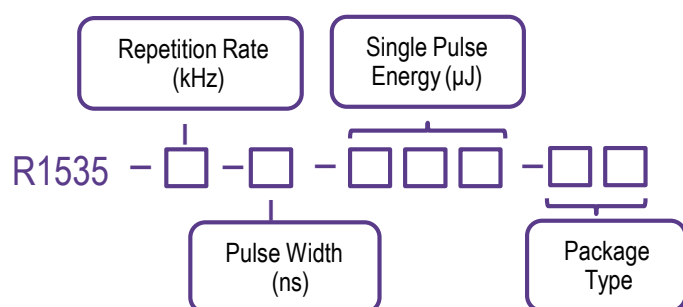 Repetition Rate
(kHz)
Single Pulse
Energy (µJ)
R1535 – □ – □ – □□□ – □□
Pulse Width
(ns)
Package
Type